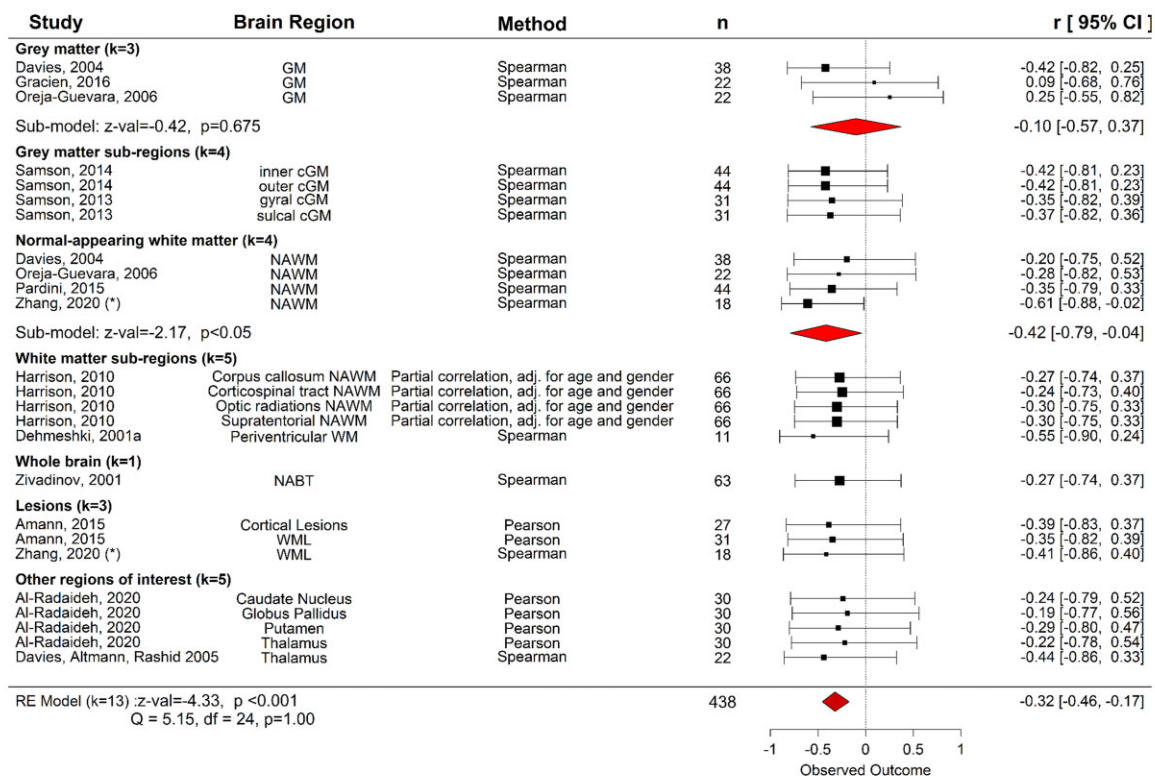 Study Brain Region Method n r [ 95% CI ]
Grey matter (k=3)
Davies, 2004 GM Spearman 38 -0.42 [-0.82, 0.25]
Gracien, 2016 GM Spearman 22 0.09 [-0.68, 0.76]
Oreja-Guevara, 2006 GM Spearman 22 0.25 [-0.55, 0.82]
Sub-model: z-val=-0.42, p=0.675 -0.10 [-0.57, 0.37]
Grey matter sub-regions (k=4)
Samson, 2014 inner cGM Spearman 44 -0.42 [-0.81, 0.23]
Samson, 2014 outer cGM Spearman 44 -0.42 [-0.81, 0.23]
Samson, 2013 gyral cGM Spearman 31 -0.35 [-0.82, 0.39]
Samson, 2013 sulcal cGM Spearman 31 -0.37 [-0.82, 0.36]
Normal-appearing white matter (k=4)
Davies, 2004 NAWM Spearman 38 -0.20 [-0.75, 0.52]
Oreja-Guevara, 2006 NAWM Spearman 22 -0.28 [-0.82, 0.53]
Pardini, 2015 NAWM Spearman 44 -0.35 [-0.79, 0.33]
Zhang, 2020 (*) NAWM Spearman 18 -0.61 [-0.88, -0.02]
Sub-model: z-val=-2.17, p<0.05 -0.42 [-0.79, -0.04]
White matter sub-regions (k=5)
Harrison, 2010 Corpus callosum NAWM Partial correlation, adj. for age and gender 66 -0.27 [-0.74, 0.37]
Harrison, 2010 Corticospinal tract NAWM Partial correlation, adj. for age and gender 66 -0.24 [-0.73, 0.40]
Harrison, 2010 Optic radiations NAWM Partial correlation, adj. for age and gender 66 -0.30 [-0.75, 0.33]
Harrison, 2010 Supratentorial NAWM Partial correlation, adj. for age and gender 66 -0.30 [-0.75, 0.33]
Dehmeshki, 2001a Periventricular WM Spearman 11 -0.55 [-0.90, 0.24]
Whole brain (k=1)
Zivadinov, 2001 NABT Spearman 63 -0.27 [-0.74, 0.37]
Lesions (k=3)
Amann, 2015 Cortical Lesions Pearson 27 -0.39 [-0.83, 0.37]
Amann, 2015 WML Pearson 31 -0.35 [-0.82, 0.39]
Zhang, 2020 (*) WML Spearman 18 -0.41 [-0.86, 0.40]
Other regions of interest (k=5)
Al-Radaideh, 2020 Caudate Nucleus Pearson 30 -0.24 [-0.79, 0.52]
Al-Radaideh, 2020 Globus Pallidus Pearson 30 -0.19 [-0.77, 0.56]
Al-Radaideh, 2020 Putamen Pearson 30 -0.29 [-0.80, 0.47]
Al-Radaideh, 2020 Thalamus Pearson 30 -0.22 [-0.78, 0.54]
Davies, Altmann, Rashid 2005 Thalamus Spearman 22 -0.44 [-0.86, 0.33]
RE Model (k=13) :z-val=-4.33, p <0.001 438 -0.32 [-0.46, -0.17]
Q = 5.15, df = 24, p=1.00
-1 -0.5 0 0.5 1
Observed Outcome